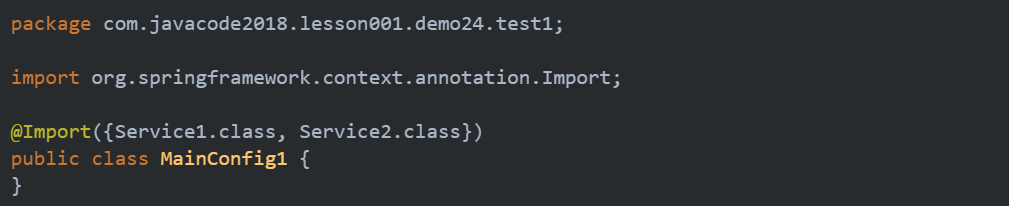 package com.javacode2018.lesson001.demo24.test1;
import org.springframework.context.annotation.Import;
@Import({Service1.class, Service2.class})
public class MainConfig1 {
}